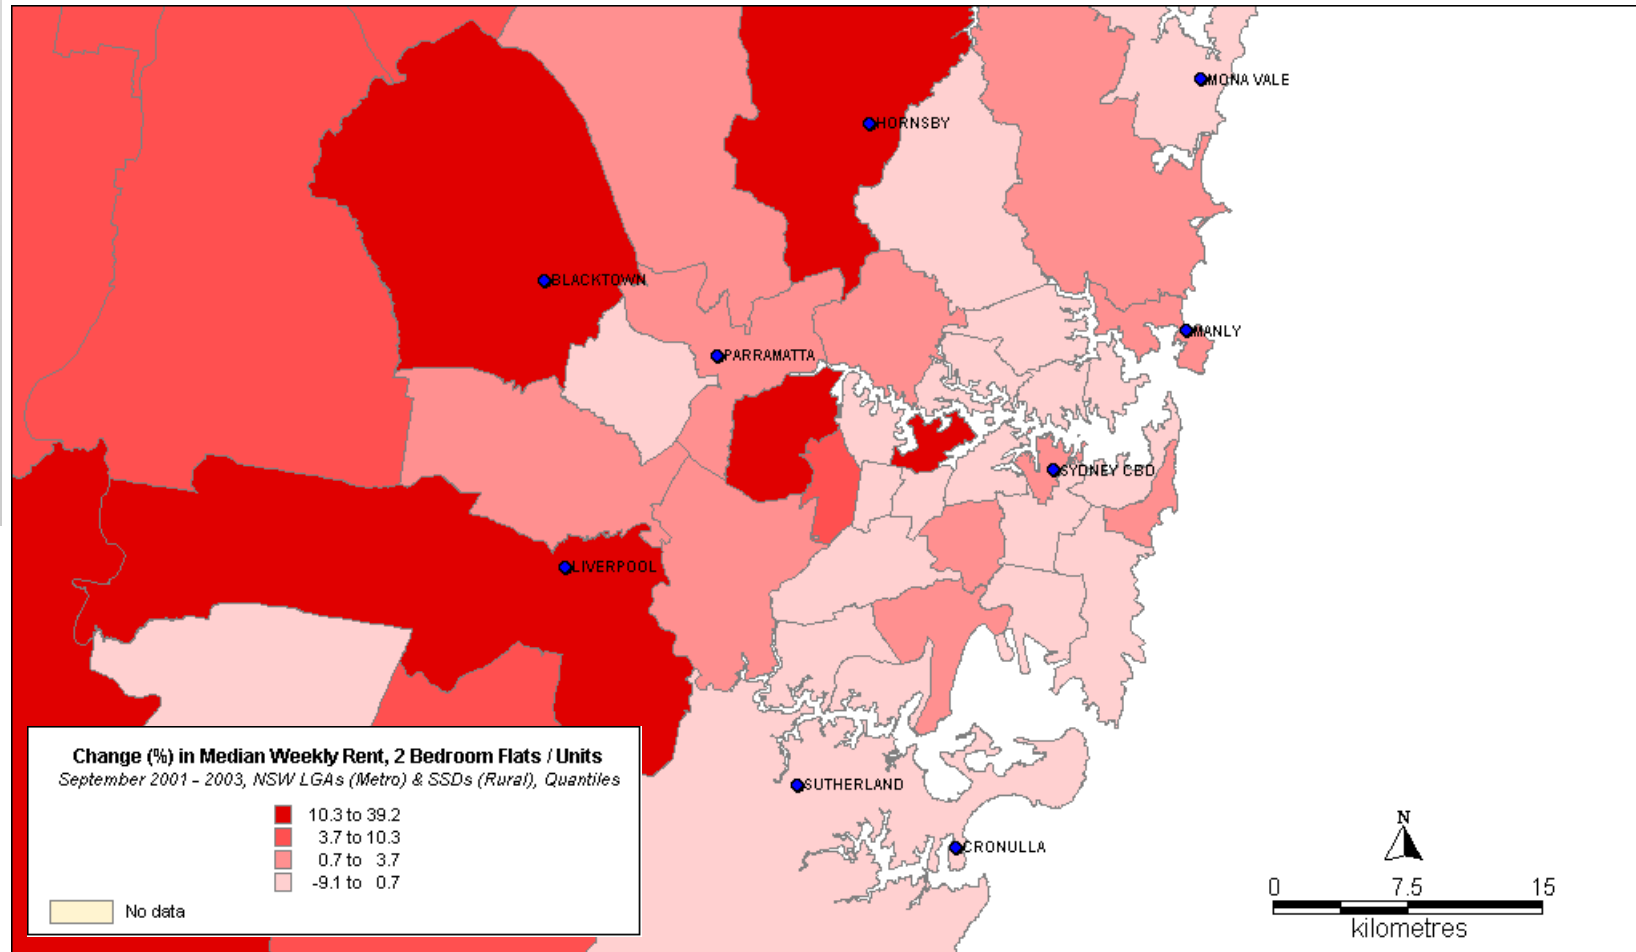 MONA VALE
HORNSBY
BLACKTOWN
MANLY
PARRAMATTA
SYDNEY CBD
LIVERPOOL
SUTHERLAND
CRONULLA
Change (%) in Median Weekly Rent, 2 Bedroom Flats / Units
September 2001 - 2003, NSW LGAs (Metro) & SSDs (Rural), Quantiles
10.3 to 39.2
3.7 to 10.3
0.7 to 3.7
-9.1 to 0.7
No data
N
0 7.5 15
kilometres